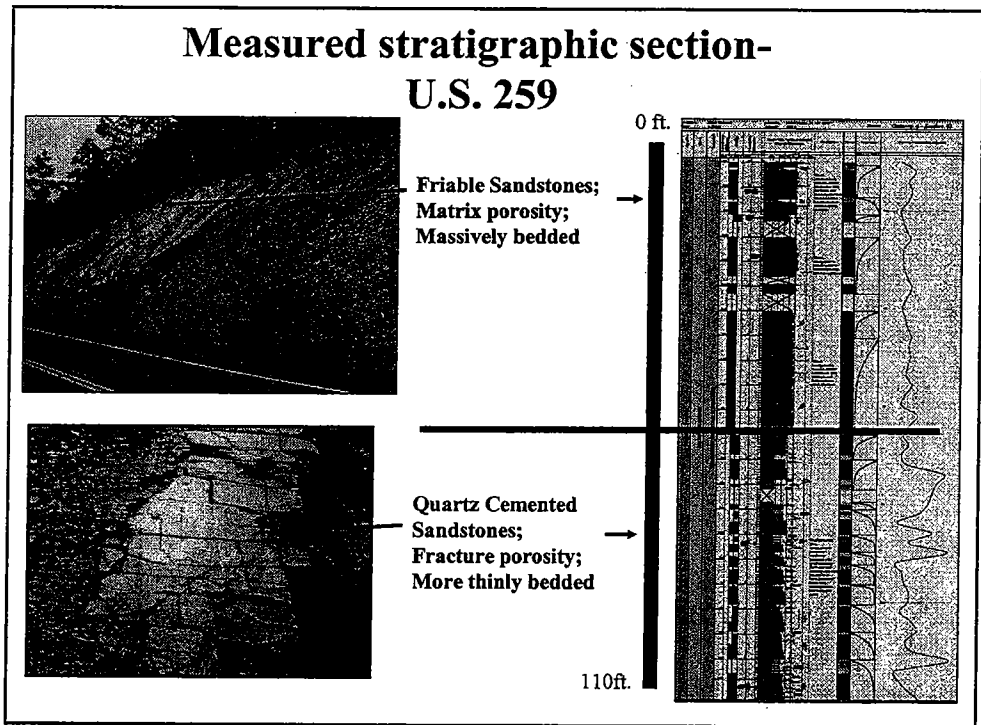 Measured stratigraphic section-
U.S. 259
0 ft.
Friable Sandstones;
Matrix porosity;
Massively bedded
Quartz Cemented
Sandstones;
Fracture porosity;
More thinly bedded
110ft.